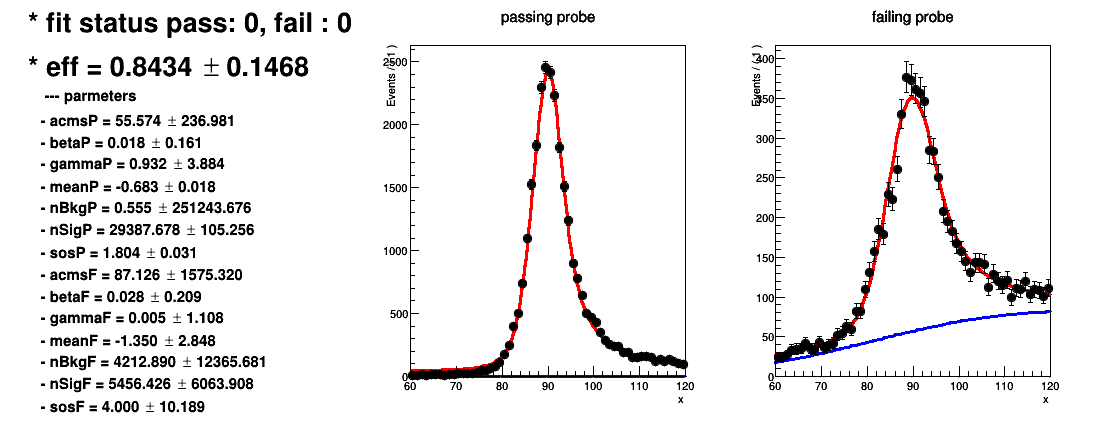 * fit status pass: 0, fail : 0
* eff = 0.8434 ± 0.1468
--- parmeters
- acmsP = 55.574 ± 236.981
- betaP = 0.018 ± 0.161
- gammaP = 0.932 ± 3.884
- meanP = -0.683 ± 0.018
- nBkgP = 0.555 ± 251243.676
- nSigP = 29387.678 ± 105.256
- sosP = 1.804 ± 0.031
- acmsF = 87.126 ± 1575.320
- betaF = 0.028 ± 0.209
- gammaF = 0.005 ± 1.108
- meanF = -1.350 ± 2.848
- nBkgF = 4212.890 ± 12365.681
- nSigF = 5456.426 ± 6063.908
- sosF = 4.000 ± 10.189
passing probe
Events / ( 1 )
2500
2000
1500
1000
500
0
60 70 80 90 100 110 120
x
failing probe
Events / ( 1 )
400
350
300
250
200
150
100
50
0
60 70 80 90 100 110 120
x